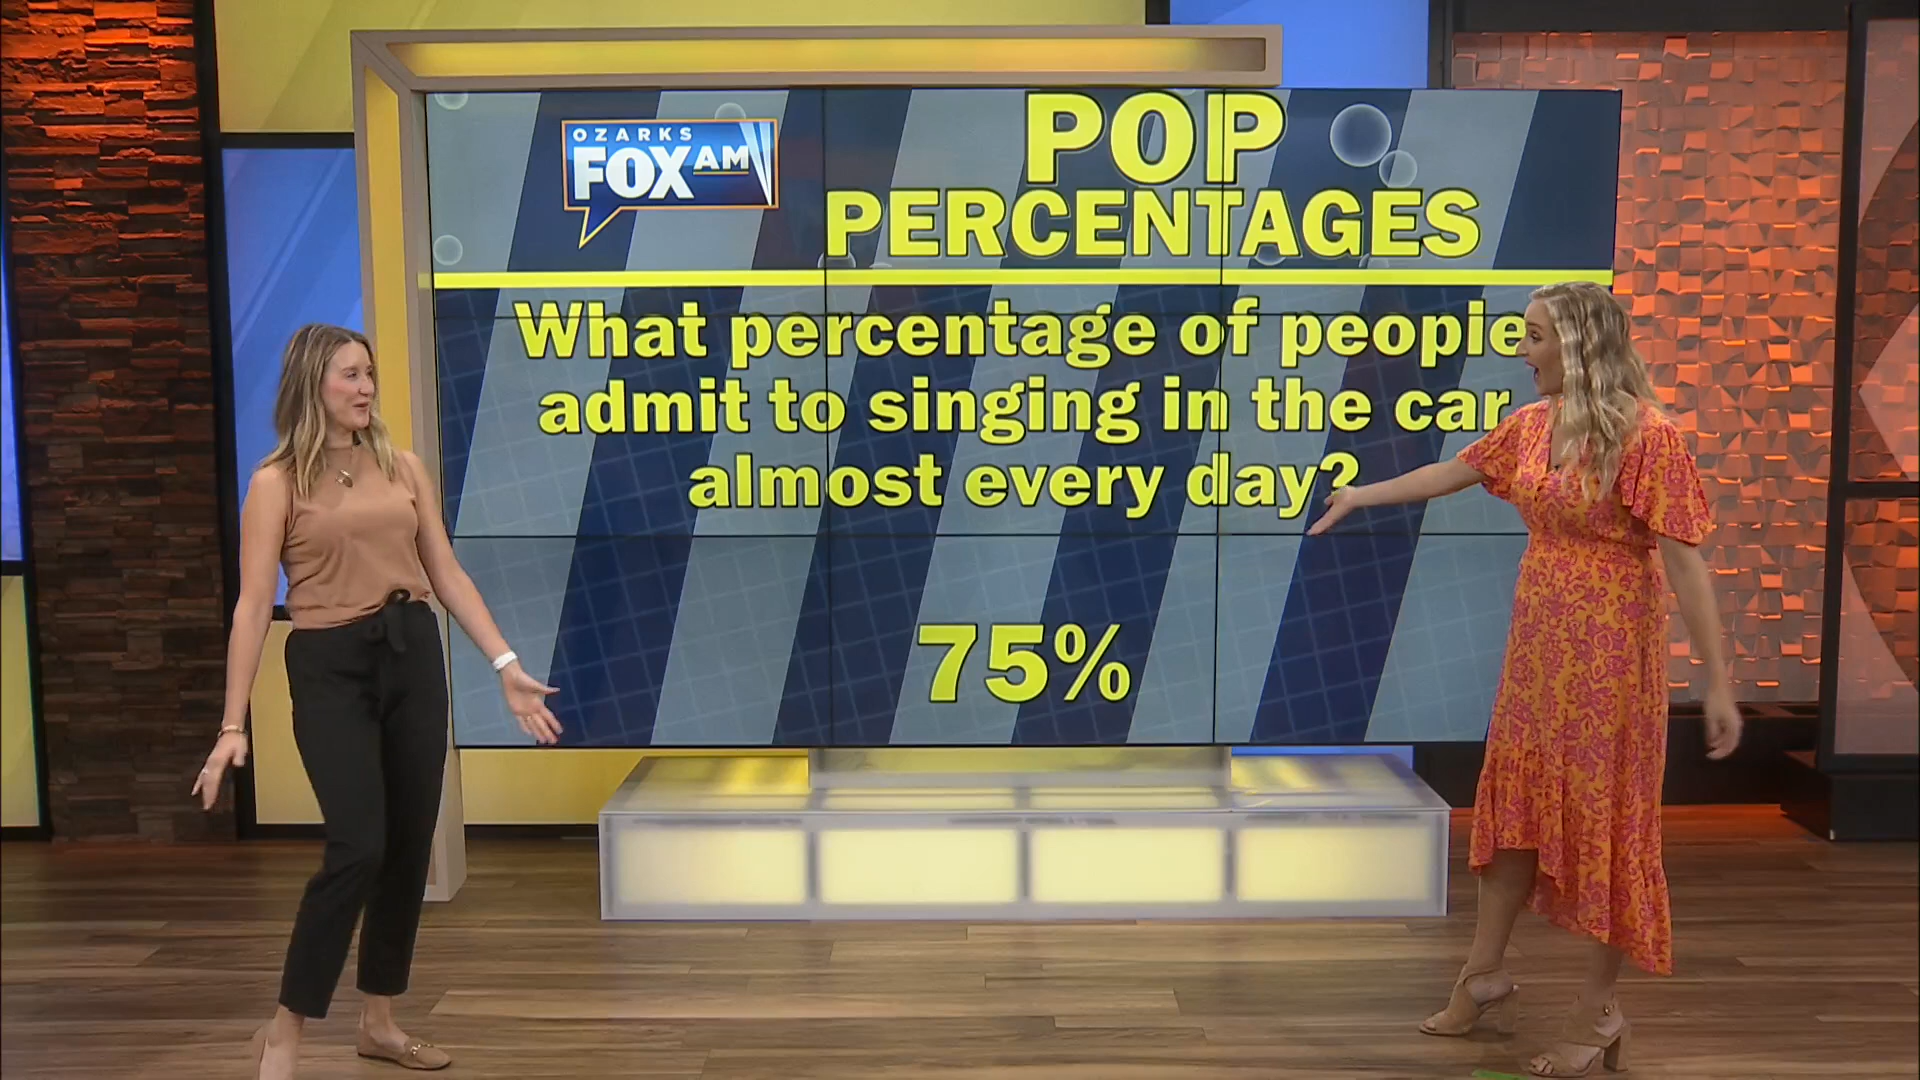 OZARKS
FOX AM
POP
PERCENTAGES
What percentage of people
admit to singing in the car
almost every day?
75%